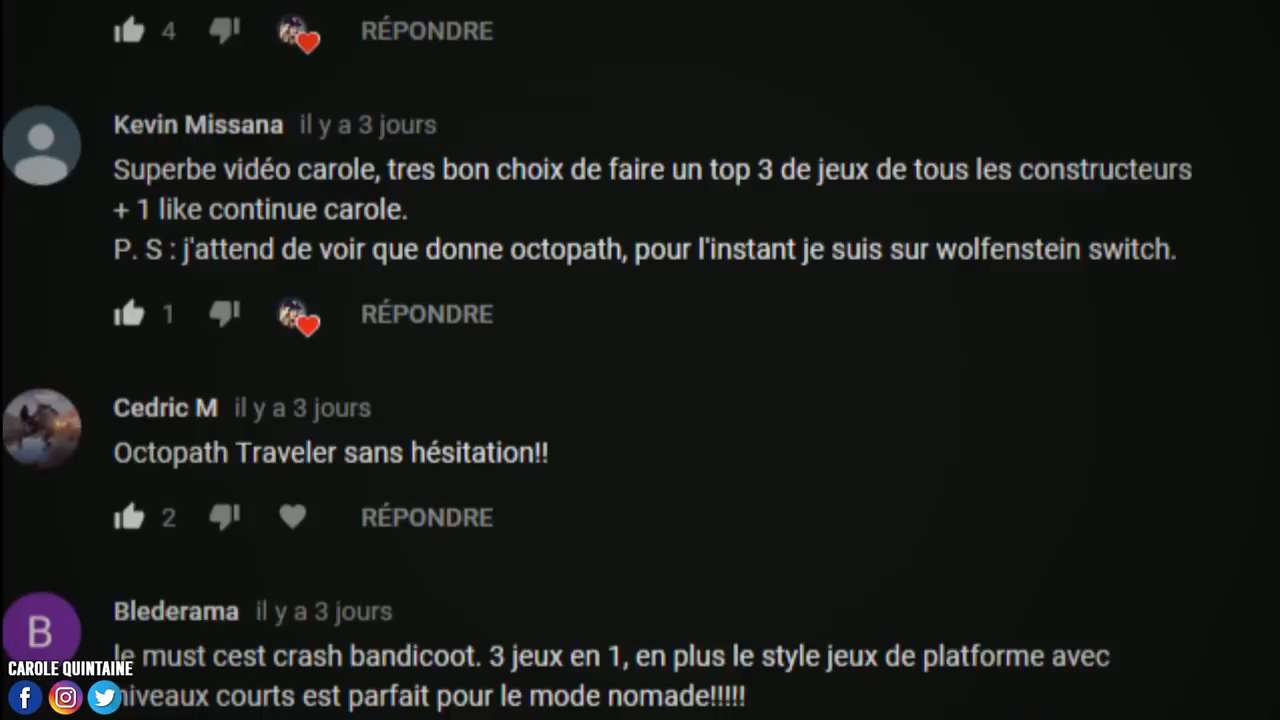 4 RÉPONDRE
Kevin Missana il y a 3 jours
Superbe vidéo carole, tres bon choix de faire un top 3 de jeux de tous les constructeurs
+ 1 like continue carole.
P. S : j'attend de voir que donne octopath, pour l'instant je suis sur wolfenstein switch.
1 RÉPONDRE
Cedric M il y a 3 jours
Octopath Traveler sans hésitation!!
2 RÉPONDRE
B
Blederama il y a 3 jours
le must cest crash bandicoot. 3 jeux en 1, en plus le style jeux de platforme avec
niveaux courts est parfait pour le mode nomade!!!!!
CAROLE QUINTAINE